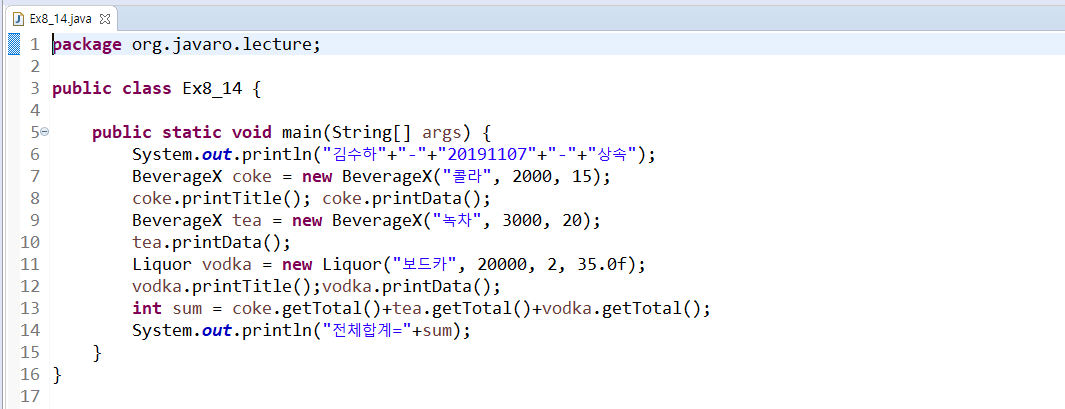 Ex8_14.java
1 package org.javaro.lecture;
2
3 public class Ex8_14 {
4
5 public static void main(String[] args) {
6 System.out.println("김수하"+"-"+"20191107"+"-"+"상속");
7 BeverageX coke = new BeverageX("콜라", 2000, 15);
8 coke.printTitle(); coke.printData();
9 BeverageX tea = new BeverageX("녹차", 3000, 20);
10 tea.printData();
11 Liquor vodka = new Liquor("보드카", 20000, 2, 35.0f);
12 vodka.printTitle();vodka.printData();
13 int sum = coke.getTotal()+tea.getTotal()+vodka.getTotal();
14 System.out.println("전체합계="+sum);
15 }
16 }
17